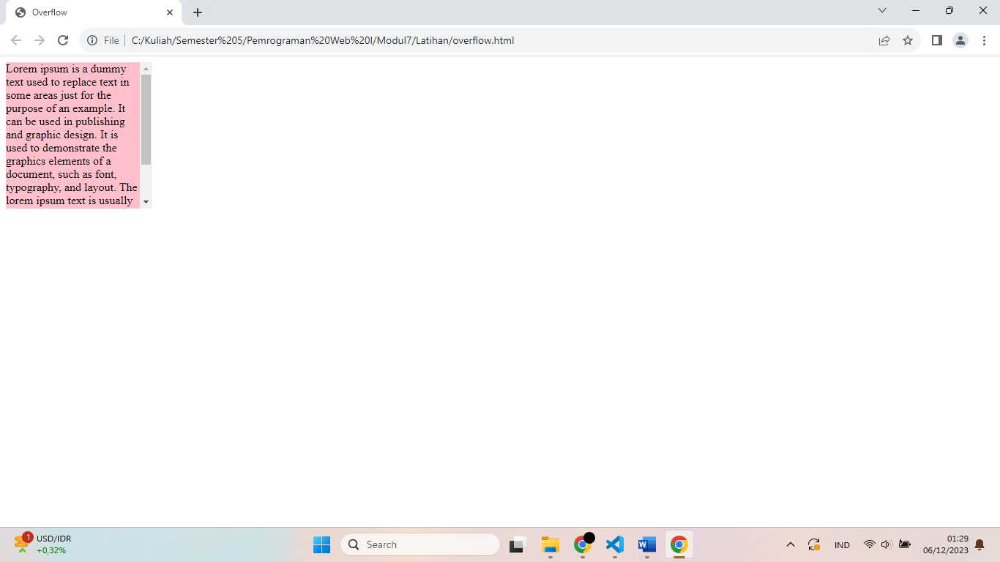 Overflow
File
C:/Kuliah/Semester%205/Pemrograman%20Web%20I/Modul7/Latihan/overflow.html
Lorem ipsum is a dummy
text used to replace text in
some areas just for the
purpose of an example. It
can be used in publishing
and graphic design. It is
used to demonstrate the
graphics elements of a
document, such as font,
typography, and layout. The
lorem ipsum text is usually
1
USD/IDR
+0,32%
Search
W
IND
01:29
06/12/2023